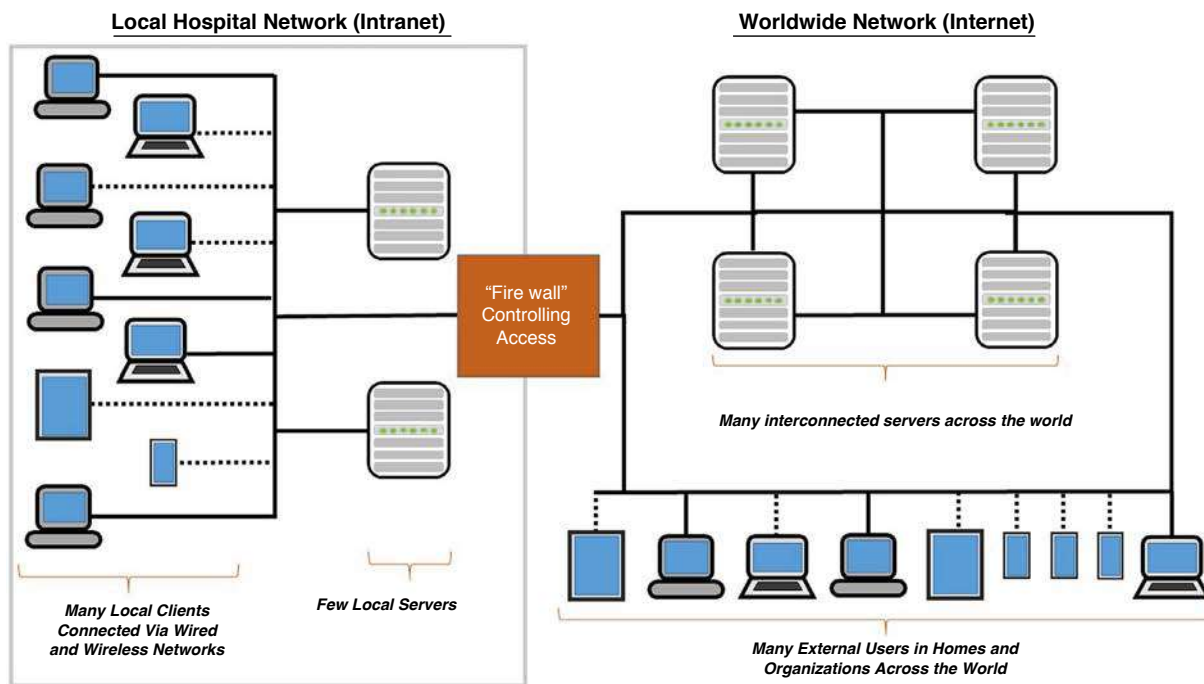 Local Hospital Network (Intranet)
Worldwide Network (Internet)
“Fire wall”
Controlling
Access
Many interconnected servers across the world
Many Local Clients
Connected Via Wired
and Wireless Networks
Few Local Servers
Many External Users in Homes and
Organizations Across the World